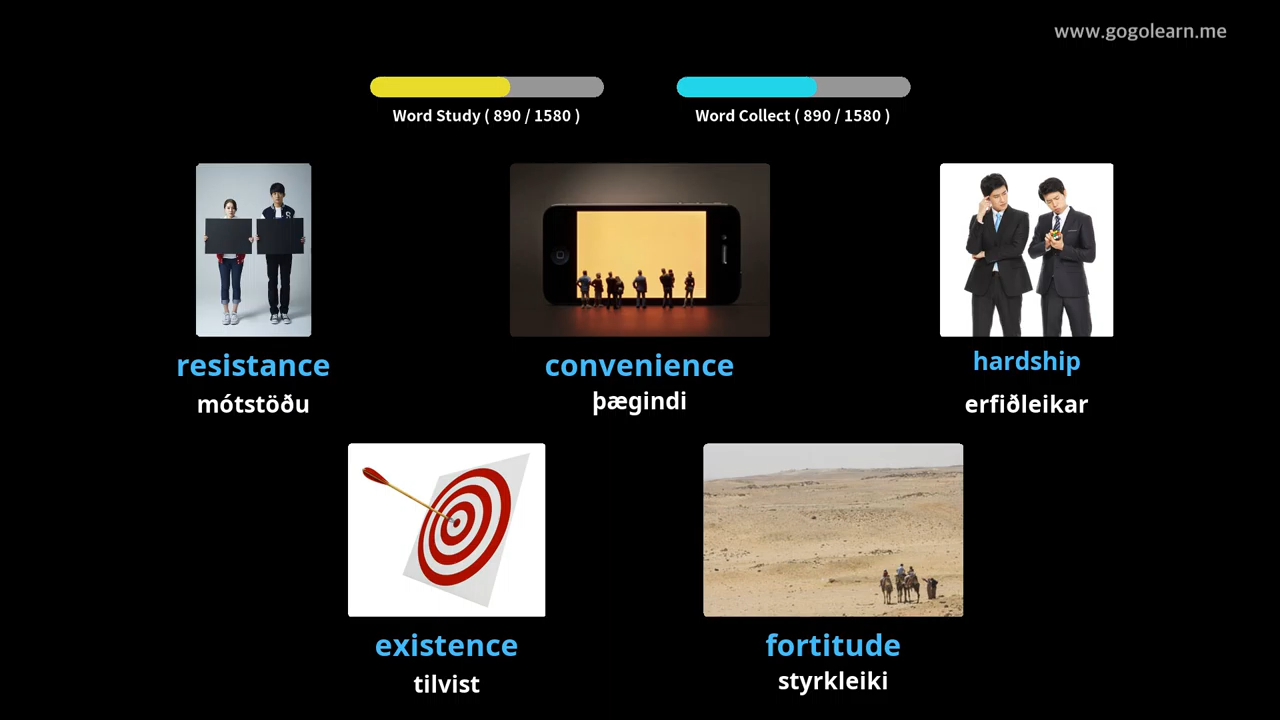 www.gogolearn.me
Word Study ( 890 / 1580 )
Word Collect ( 890 / 1580 )
resistance
mótstöðu
convenience
þægindi
hardship
erfiðleikar
existence
tilvist
fortitude
styrkleiki